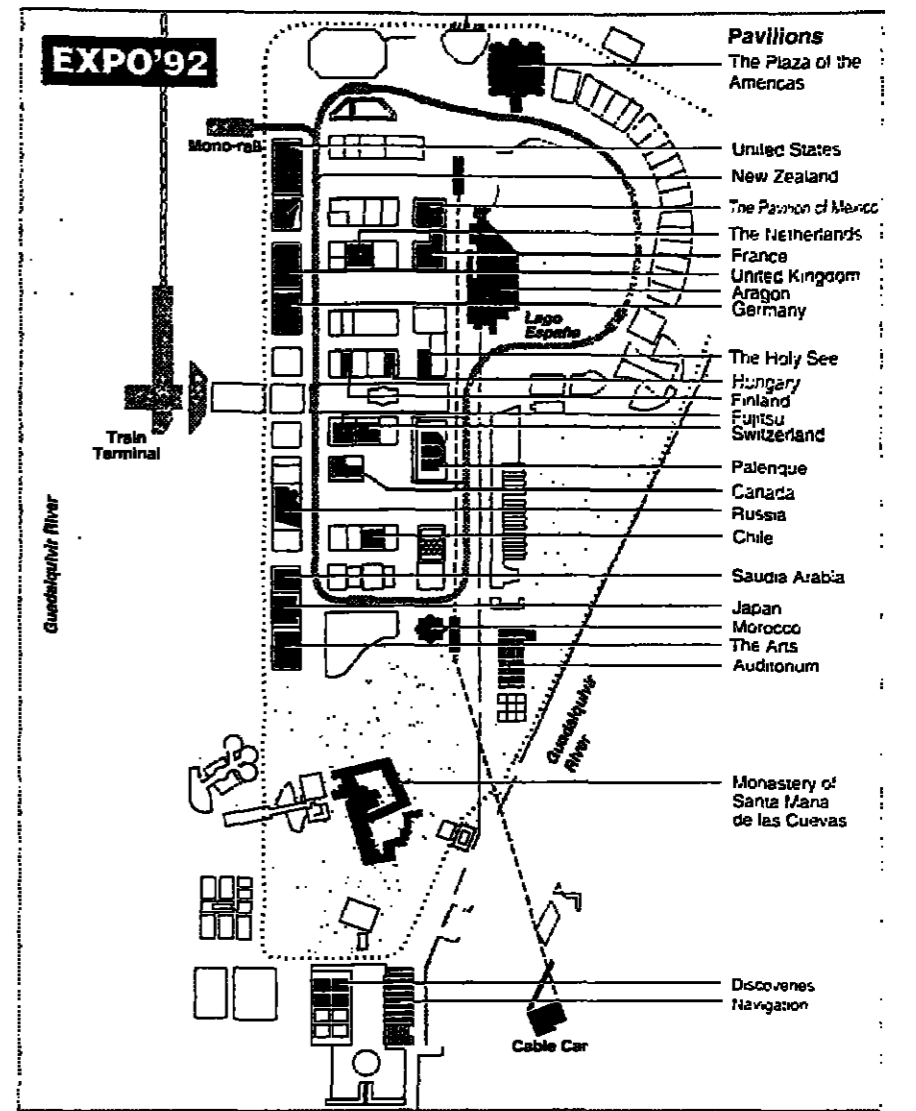 EXPO'92
Pavilions
The Plaza of the
Americas
Mono-rail
United States
New Zealand
The Pavilion of Mexico
The Netherlands
France
United Kingdom
Aragon
Germany
Lago
España
The Holy See
Hungary
Finland
Fujitsu
Switzerland
Train
Terminal
Palenque
Canada
Russia
Chile
Guadalquivir River
Saudia Arabia
Japan
Morocco
The Arts
Auditorium
Guadalquivir
River
Monastery of
Santa Maria
de las Cuevas
Discoveries
Navigation
Cable Car